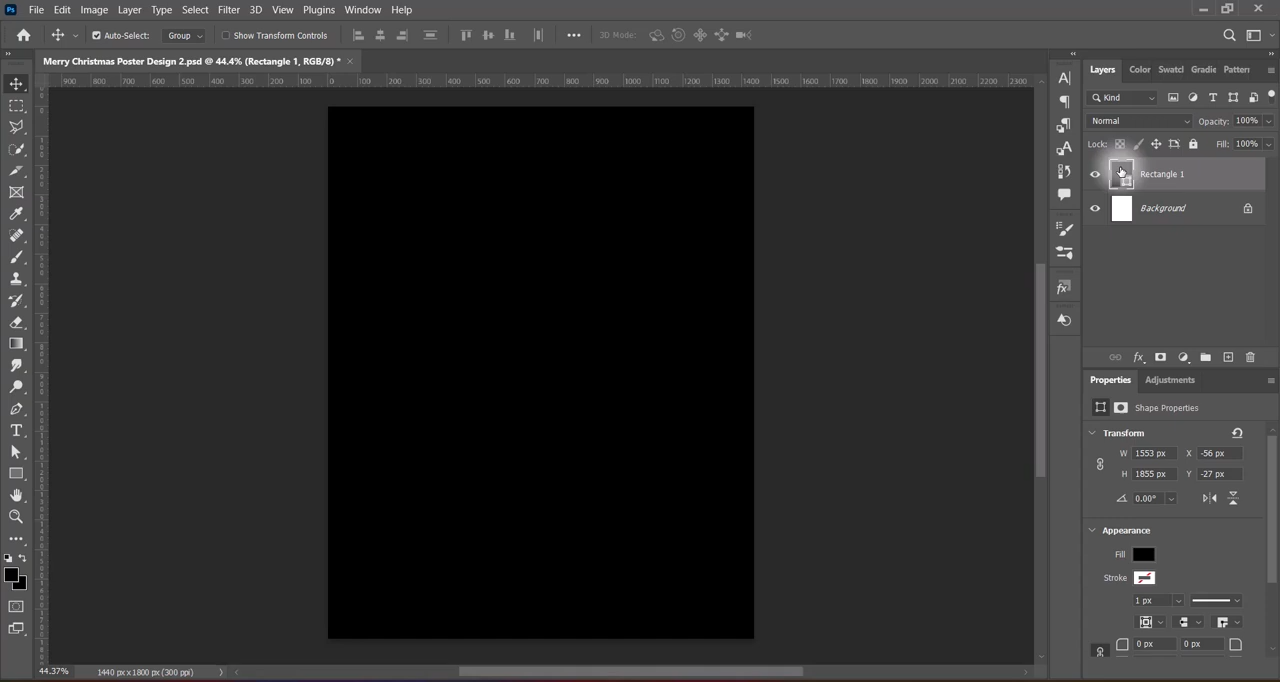 Ps File Edit Image Layer Type Select Filter 3D View Plugins Window Help
Auto-Select: Group Show Transform Controls 3D Mode:
Merry Christmas Poster Design 2.psd @ 44.4% (Rectangle 1, RGB/8) *
900 800 700 600 500 400 300 200 100 0 100 200 300 400 500 600 700 800 900 1000 1100 1200 1300 1400 1500 1600 1700 1800 1900 2000 2100 2200 2300
Layers Color Swatcl Gradie Pattern
Kind
Normal Opacity: 100%
Lock: Fill: 100%
Rectangle 1
Background
Properties Adjustments
Shape Properties
Transform
W 1553 px X -56 px
H 1855 px Y -27 px
0.00°
Appearance
Fill
Stroke
1 px
0 px 0 px
44.37% 1440 px x 1800 px (300 ppi)